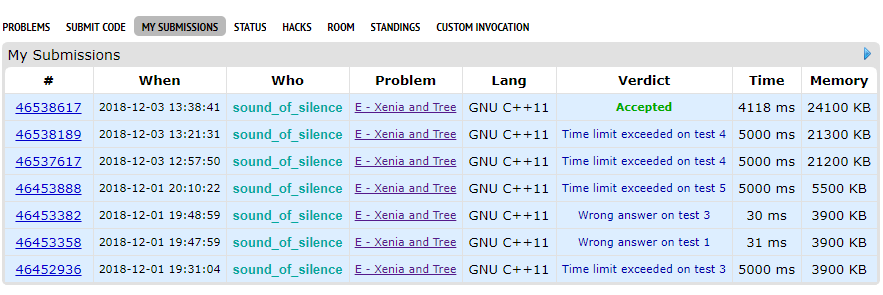 PROBLEMS SUBMIT CODE MY SUBMISSIONS STATUS HACKS ROOM STANDINGS CUSTOM INVOCATION
My Submissions
# When Who Problem Lang Verdict Time Memory
46538617 2018-12-03 13:38:41 sound_of_silence E - Xenia and Tree GNU C++11 Accepted 4118 ms 24100 KB
46538189 2018-12-03 13:21:31 sound_of_silence E - Xenia and Tree GNU C++11 Time limit exceeded on test 4 5000 ms 21300 KB
46537617 2018-12-03 12:57:50 sound_of_silence E - Xenia and Tree GNU C++11 Time limit exceeded on test 4 5000 ms 21200 KB
46453888 2018-12-01 20:10:22 sound_of_silence E - Xenia and Tree GNU C++11 Time limit exceeded on test 5 5000 ms 5500 KB
46453382 2018-12-01 19:48:59 sound_of_silence E - Xenia and Tree GNU C++11 Wrong answer on test 3 30 ms 3900 KB
46453358 2018-12-01 19:47:59 sound_of_silence E - Xenia and Tree GNU C++11 Wrong answer on test 1 31 ms 3900 KB
46452936 2018-12-01 19:31:04 sound_of_silence E - Xenia and Tree GNU C++11 Time limit exceeded on test 3 5000 ms 3900 KB